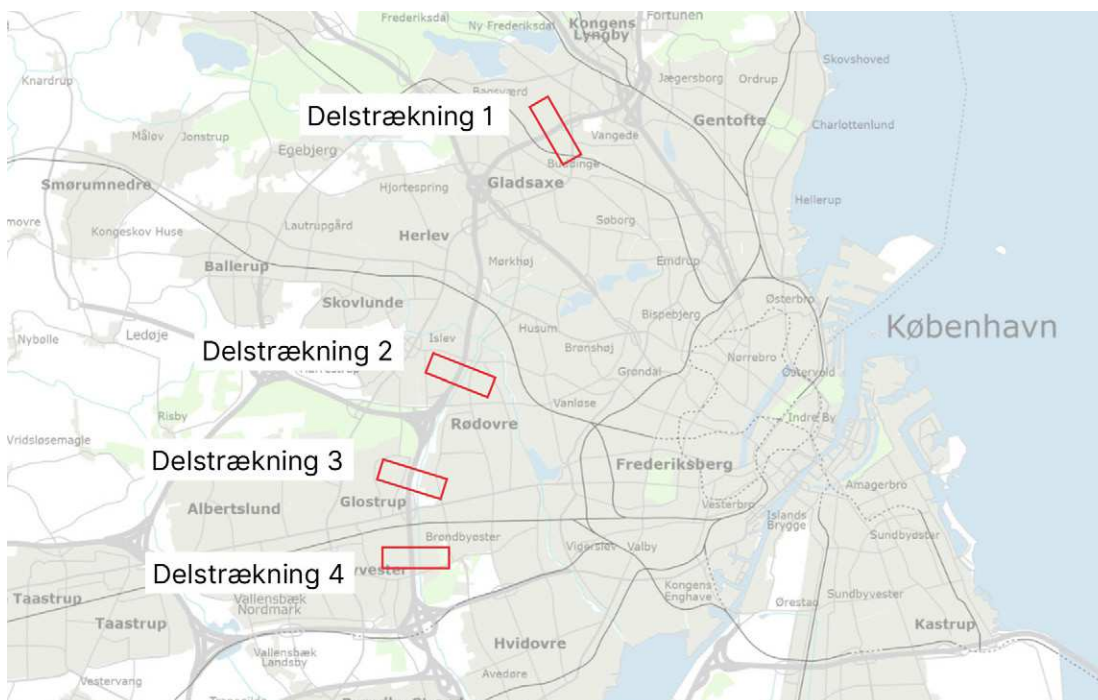 Frederiksdal
Ny Frederiksdal
Kongens
Lyngby
Fortunen
Skovshoved
Knardrup
Bagsværd
Jægersborg
Ordrup
Delstrækning 1
Vangede
Gentofte
Charlottenlund
Måløv
Jonstrup
Egebjerg
Buddinge
Smørumnedre
Hjortespring
Gladsaxe
Hellerup
Kongeskov Huse
Lautrupgård
Herlev
Søborg
Mørkhøj
Emdrup
Ballerup
Skovlunde
Østerbro
Bispebjerg
København
Nybølle
Ledøje
Islev
Husum
Delstrækning 2
Brønshøj
Nørrebro
Grøndal
Østervold
Risby
Vanløse
Indre By
Vridsløsemagle
Rødovre
Delstrækning 3
Frederiksberg
Amagerbro
Albertslund
Glostrup
Vesterbro
Islands
Brygge
Brøndbyøster
Sundbyøster
Vigerslev
Valby
Delstrækning 4
Kongens
Enghave
Taastrup
Vallensbæk
Nordmark
Ørestad
Sundbyvester
Taastrup
Kastrup
Hvidovre
Vallensbæk
Landsby
Avedøre
Vestervang